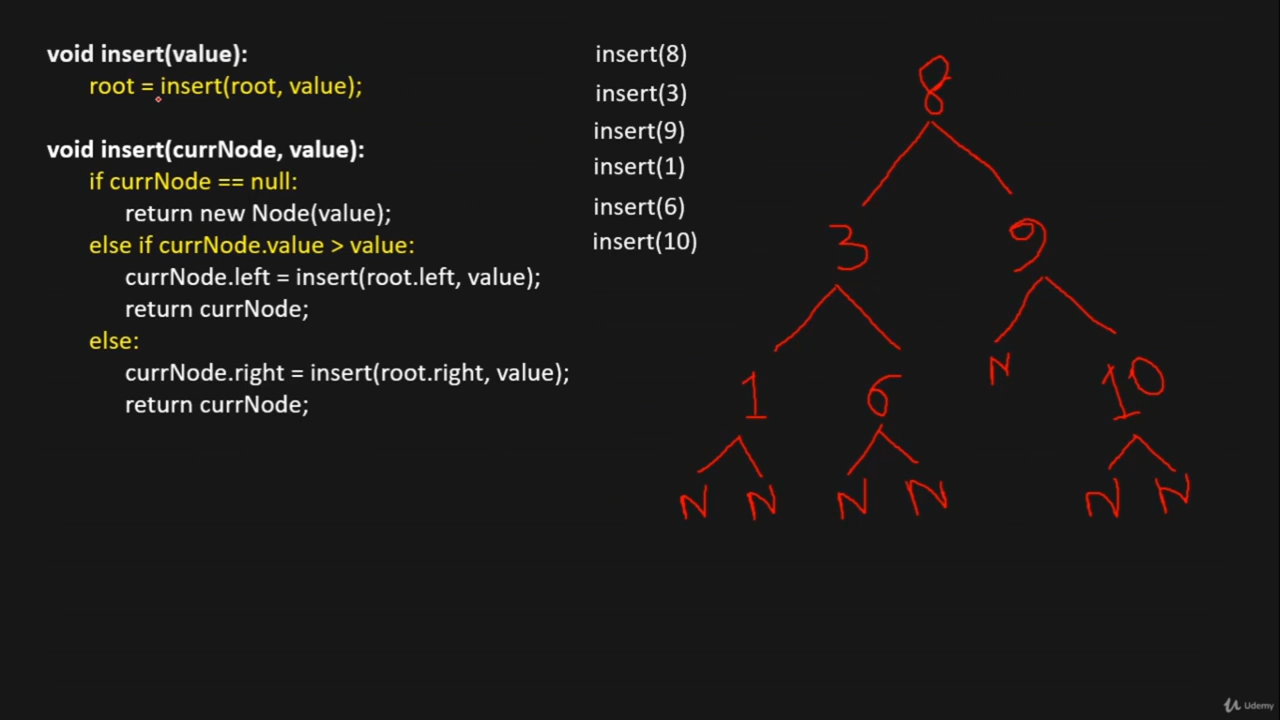 void insert(value):
root = insert(root, value);
void insert(currNode, value):
if currNode == null:
return new Node(value);
else if currNode.value > value:
currNode.left = insert(root.left, value);
return currNode;
else:
currNode.right = insert(root.right, value);
return currNode;
insert(8)
insert(3)
insert(9)
insert(1)
insert(6)
insert(10)
8
3 9
1 6 N 10
N N N N N N
Udemy